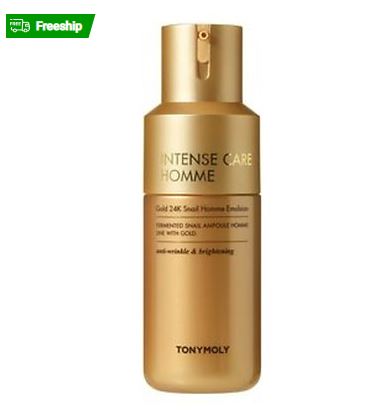 FREE
Freeship
INTENSE CARE
HOMME
Gold 24K Snail Homme Emulsion
FERMENTED SNAIL AMPOULE HOMME
LINE WITH GOLD
anti-wrinkle & brightening
TONYMOLY